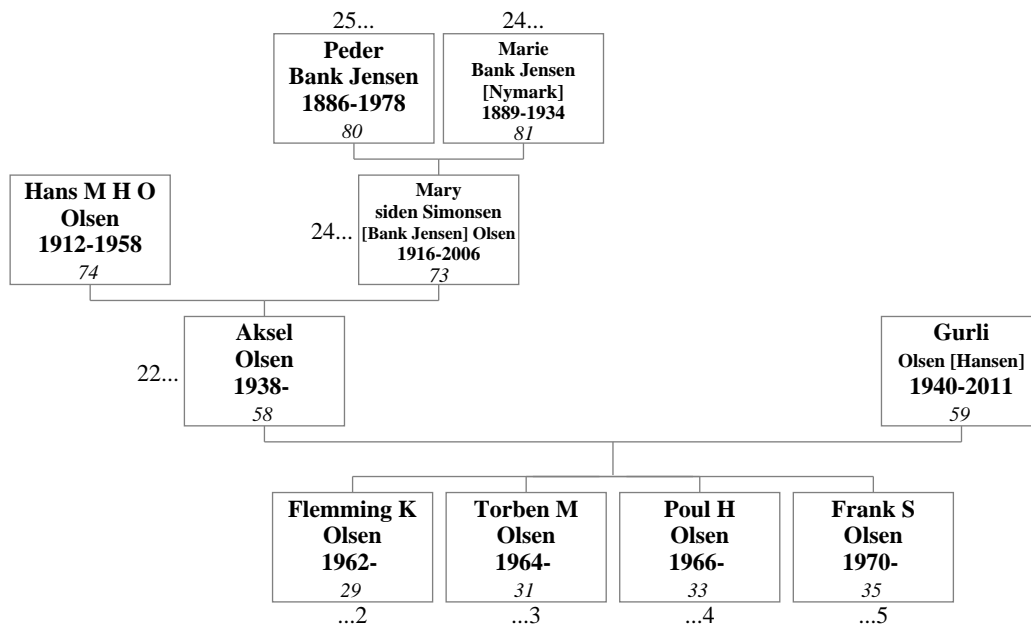 25...
24...
Peder
Bank Jensen
1886-1978
80
Marie
Bank Jensen
[Nymark]
1889-1934
81
Hans M H O
Olsen
1912-1958
74
24...
Mary
siden Simonsen
[Bank Jensen] Olsen
1916-2006
73
22...
Aksel
Olsen
1938-
58
Gurli
Olsen [Hansen]
1940-2011
59
Flemming K
Olsen
1962-
29
...2
Torben M
Olsen
1964-
31
...3
Poul H
Olsen
1966-
33
...4
Frank S
Olsen
1970-
35
...5